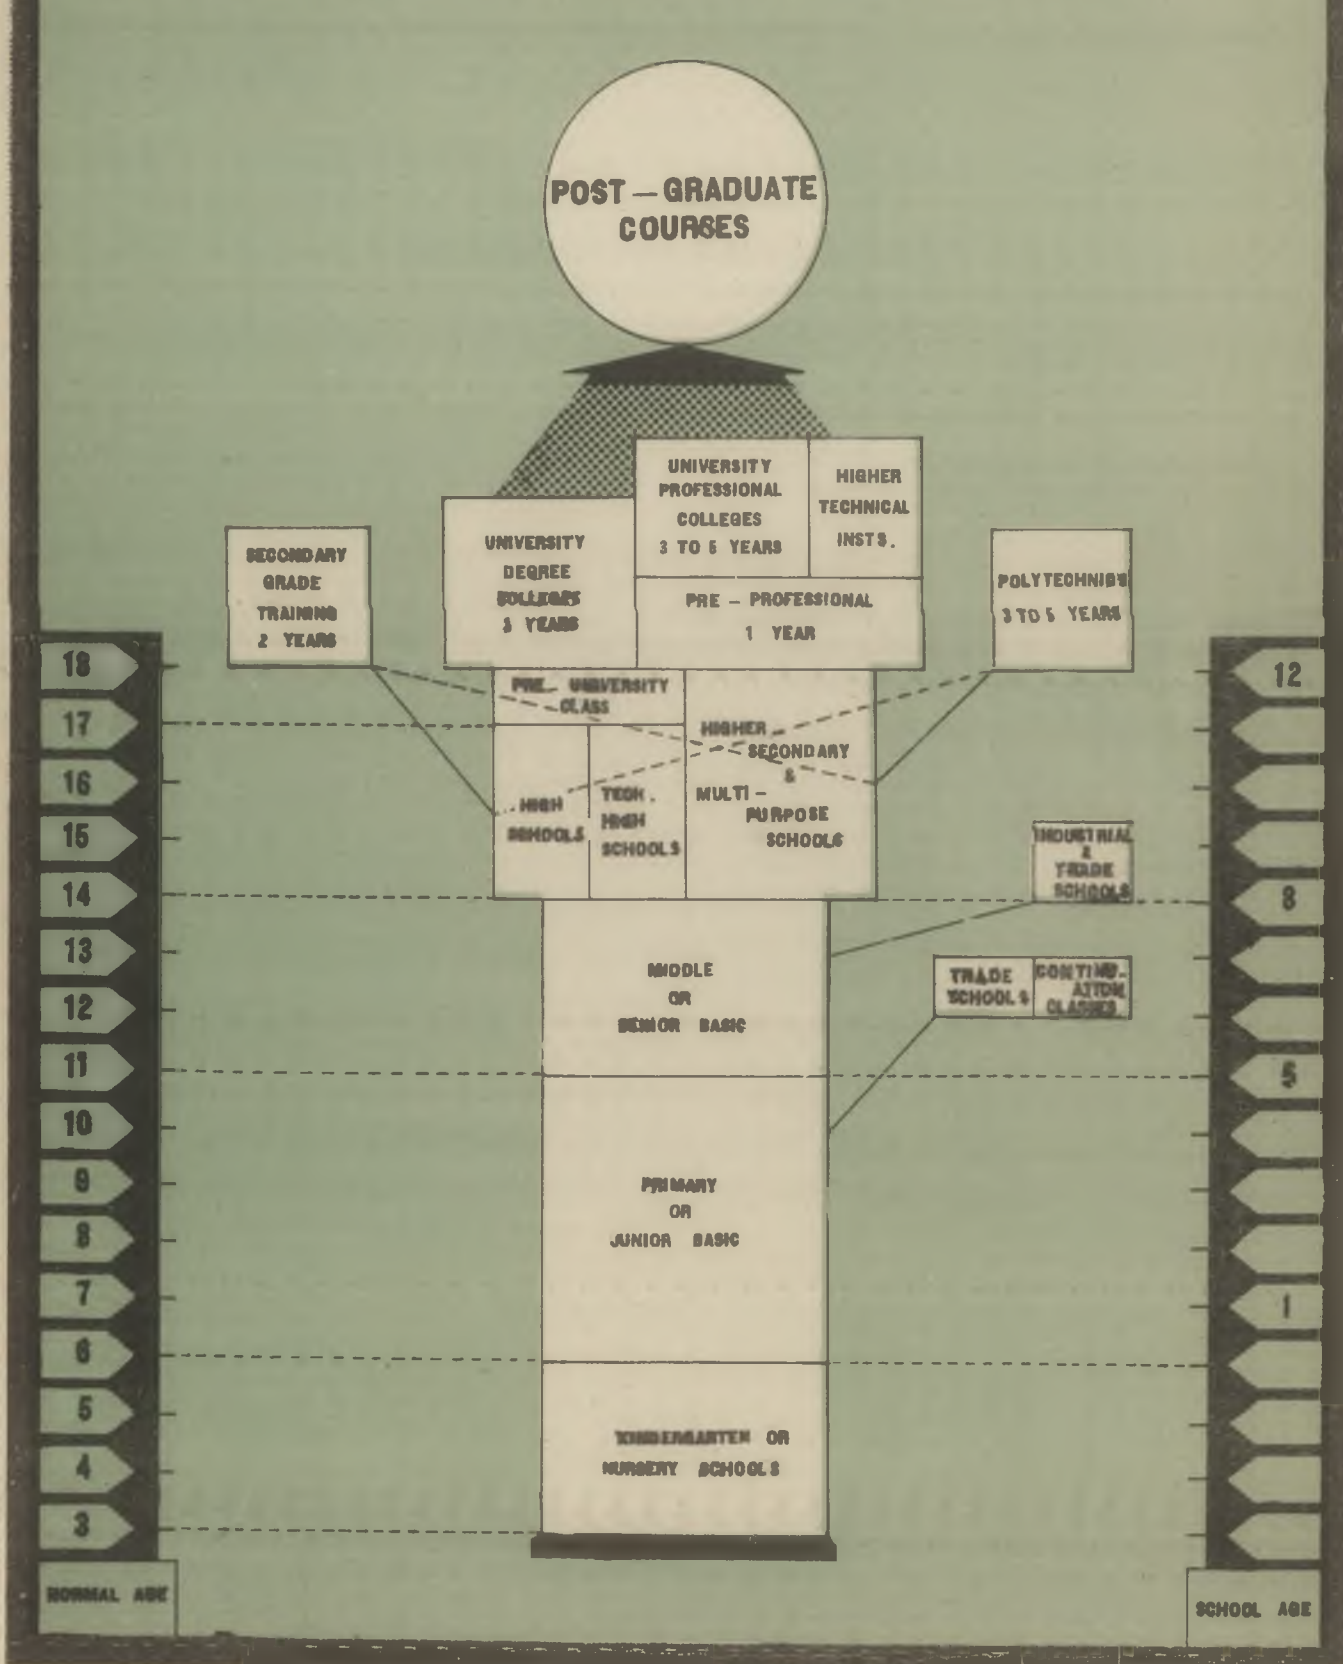 POST — GRADUATE
COURSES
UNIVERSITY
PROFESSIONAL
COLLEGES
3 TO 5 YEARS
HIGHER
TECHNICAL
INSTS.
UNIVERSITY
DEGREE
COLLEGES
3 YEARS
PRE — PROFESSIONAL
1 YEAR
SECONDARY
GRADE
TRAINING
2 YEARS
POLYTECHNICS
3 TO 5 YEARS
PRE — UNIVERSITY
CLASS
HIGH
SCHOOLS
TECH.
HIGH
SCHOOLS
HIGHER
SECONDARY
&
MULTI —
PURPOSE
SCHOOLS
INDUSTRIAL
&
TRADE
SCHOOLS
MIDDLE
OR
SENIOR BASIC
TRADE
SCHOOLS
CONTINU-
ATION
CLASSES
PRIMARY
OR
JUNIOR BASIC
KINDERGARTEN OR
NURSERY SCHOOLS
18
17
16
15
14
13
12
11
10
9
8
7
6
5
4
3
NORMAL AGE
12
8
5
1
SCHOOL AGE